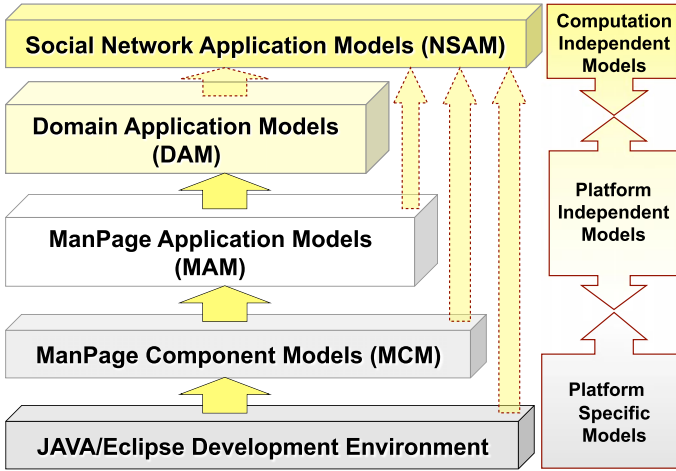 Social Network Application Models (NSAM)
Domain Application Models
(DAM)
ManPage Application Models
(MAM)
ManPage Component Models (MCM)
JAVA/Eclipse Development Environment
Computation
Independent
Models
Platform
Independent
Models
Platform
Specific
Models